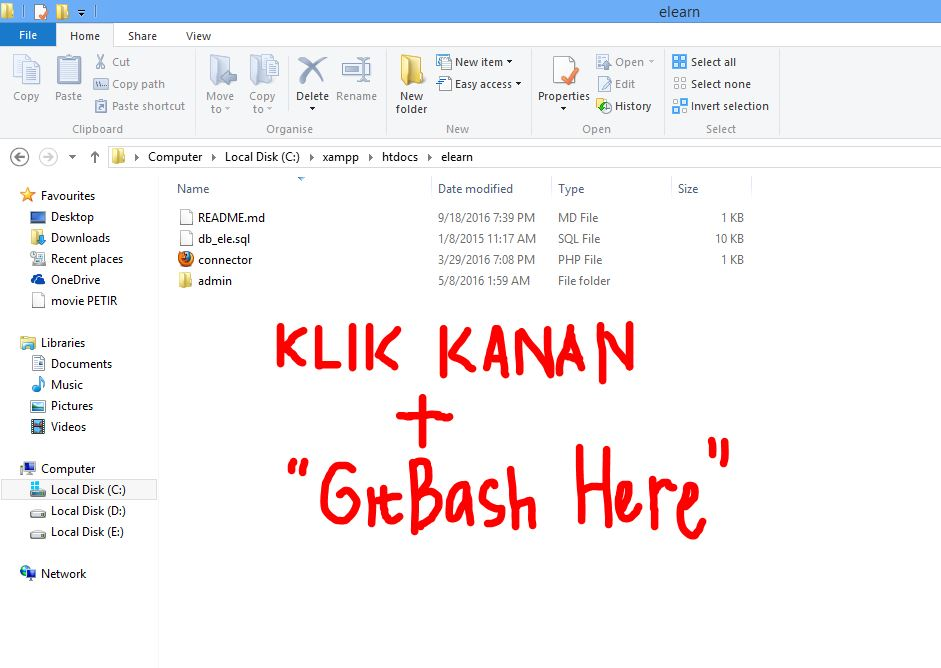 elearn
File Home Share View
Copy
Paste
Cut
Copy path
Paste shortcut
Clipboard
Move to
Copy to
Delete
Rename
Organise
New folder
New item
Easy access
New
Properties
Open
Edit
History
Open
Select all
Select none
Invert selection
Select
Computer Local Disk (C:) xampp htdocs elearn
Favourites
Desktop
Downloads
Recent places
OneDrive
movie PETIR
Libraries
Documents
Music
Pictures
Videos
Computer
Local Disk (C:)
Local Disk (D:)
Local Disk (E:)
Network
Name Date modified Type Size
README.md 9/18/2016 7:39 PM MD File 1 KB
db_ele.sql 1/8/2015 11:17 AM SQL File 10 KB
connector 3/29/2016 7:08 PM PHP File 1 KB
admin 5/8/2016 1:59 AM File folder
KLIK KANAN
+
"GitBash Here"